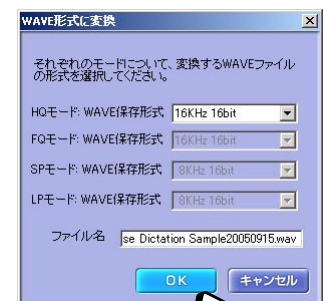 WAVE形式に変換
それぞれのモードについて、変換するWAVEファイル
の形式を選択してください。
HQモード: WAVE保存形式 16KHz 16bit
FQモード: WAVE保存形式 16KHz 16bit
SPモード: WAVE保存形式 8KHz 16bit
LPモード: WAVE保存形式 8KHz 16bit
ファイル名 se Dictation Sample20050915.wav
OK キャンセル